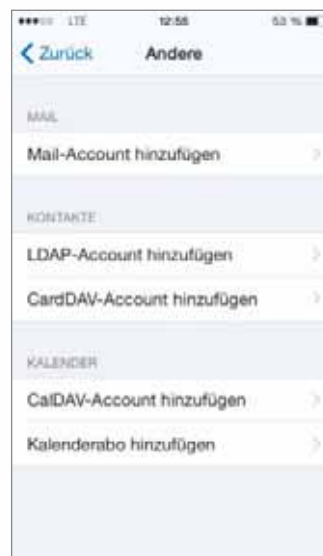 LTE 12:55 53 %
Zurück Andere
MAIL
Mail-Account hinzufügen
KONTAKTE
LDAP-Account hinzufügen
CardDAV-Account hinzufügen
KALENDER
CalDAV-Account hinzufügen
Kalenderabo hinzufügen